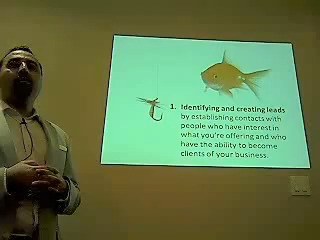 1. Identifying and creating leads
by establishing contacts with
people who have interest in
what you're offering and who
have the ability to become
clients of your business.